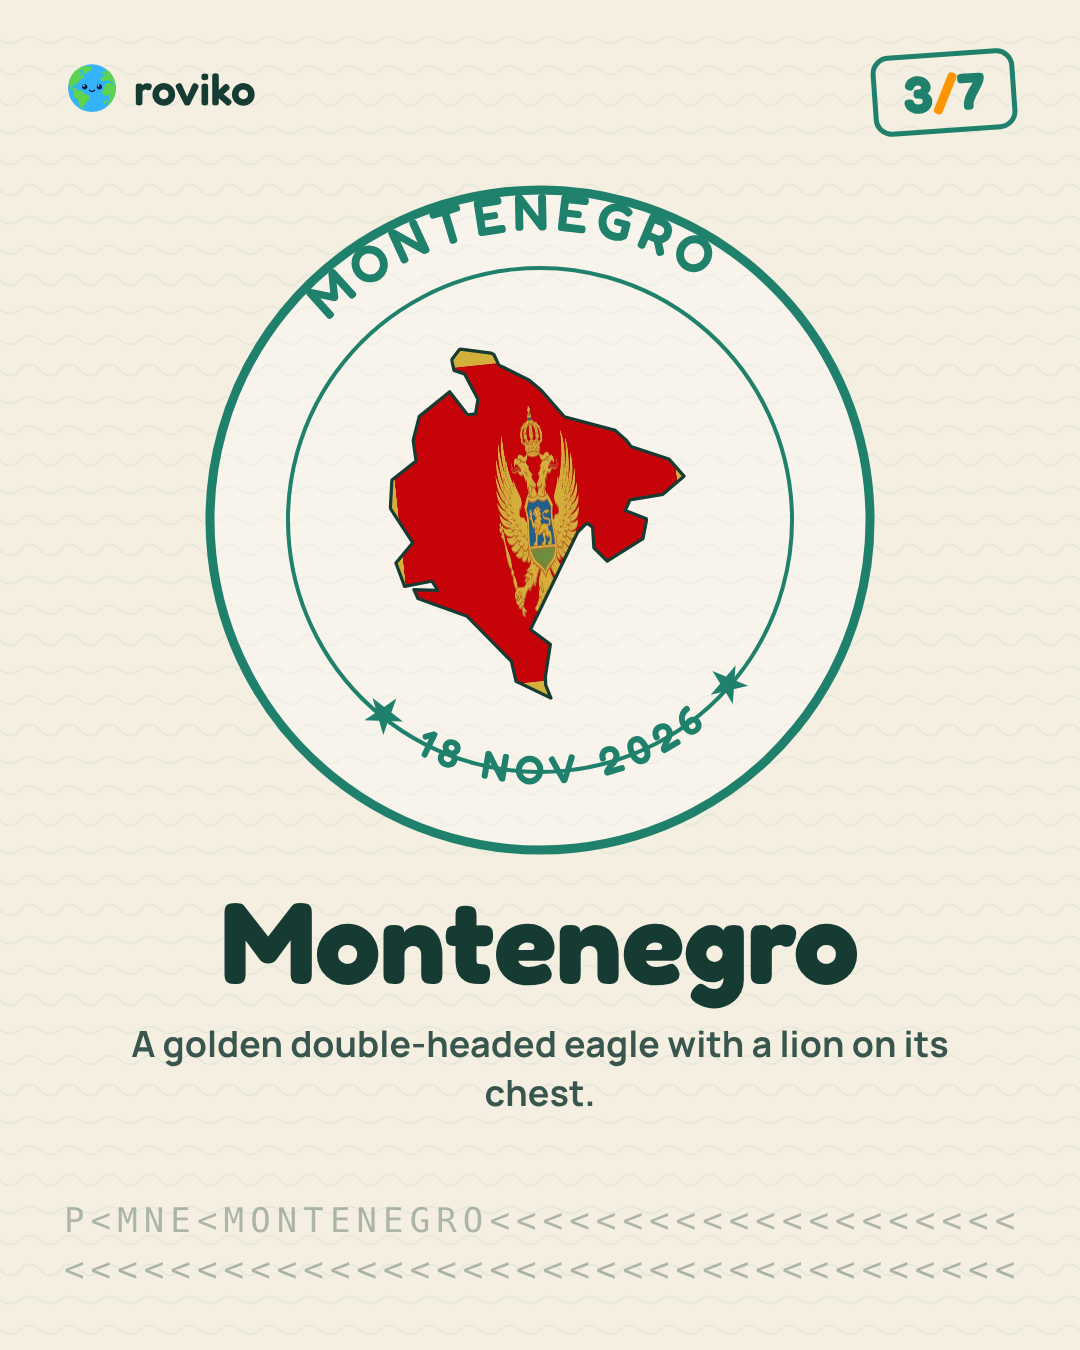 roviko
3/7
MONTENEGRO
18 NOV 2026
Montenegro
A golden double-headed eagle with a lion on its
chest.
P<MNE<MONTENEGRO<<<<<<<<<<<<<<<<<<<<
<<<<<<<<<<<<<<<<<<<<<<<<<<<<<<<<<<<<